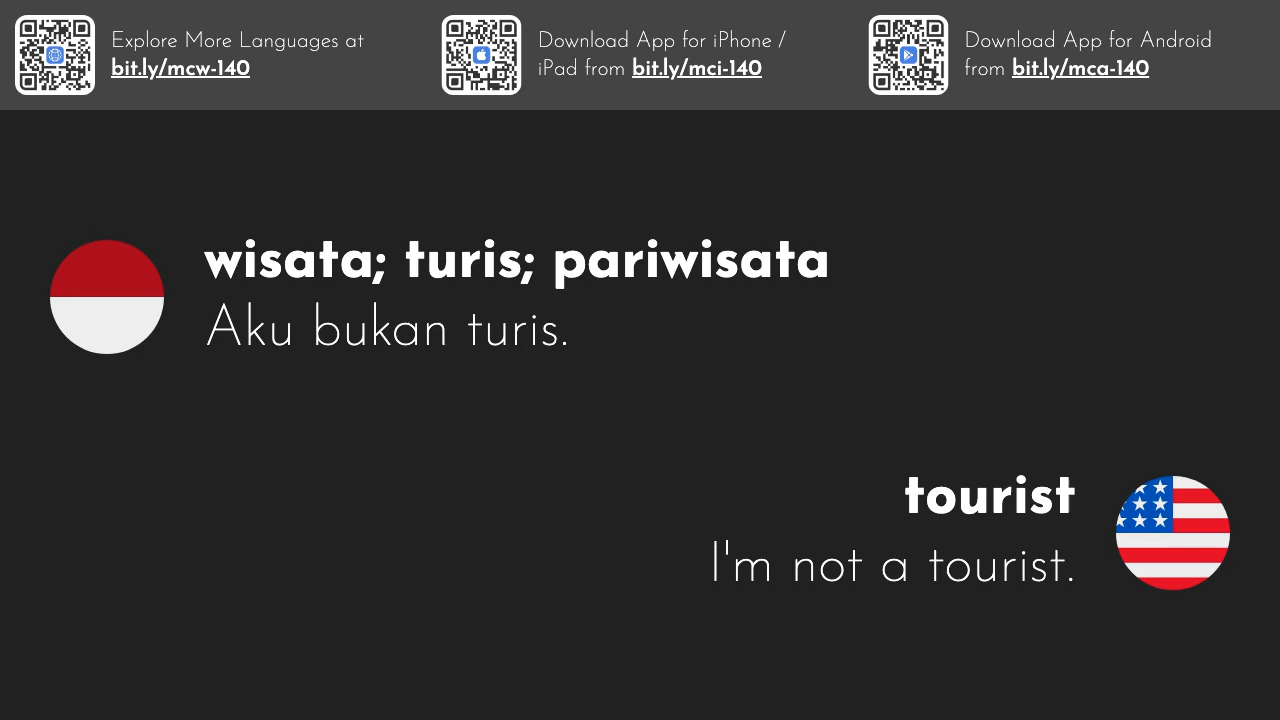 Explore More Languages at
bit.ly/mcw-140
Download App for iPhone /
iPad from bit.ly/mci-140
Download App for Android
from bit.ly/mca-140
wisata; turis; pariwisata
Aku bukan turis.
tourist
I'm not a tourist.